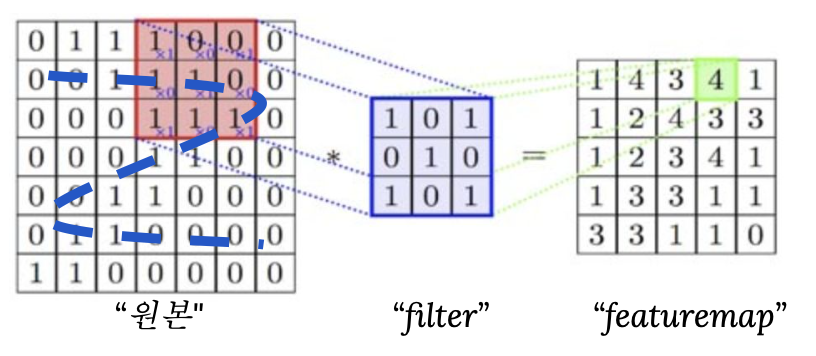 0 1 1 1 0 0 0
×1 ×0 ×1
0 0 1 1 1 0 0
×0 ×1 ×0
0 0 0 1 1 1 0
×1 ×0 ×1
0 0 0 1 1 0 0
0 0 1 1 0 0 0
0 1 1 0 0 0 0
1 1 0 0 0 0 0
*
1 0 1
0 1 0
1 0 1
=
1 4 3 4 1
1 2 4 3 3
1 2 3 4 1
1 3 3 1 1
3 3 1 1 0
“원본" “filter” “featuremap”